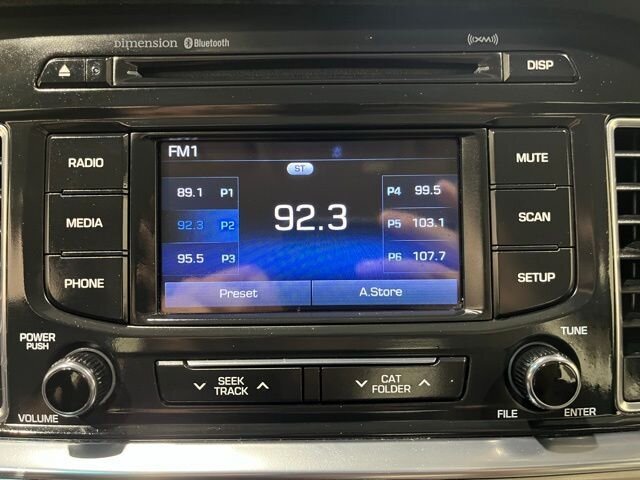 Dimension Bluetooth
((XM))
DISP
RADIO
MEDIA
PHONE
FM1
ST
89.1 P1
92.3 P2
95.5 P3
92.3
P4 99.5
P5 103.1
P6 107.7
Preset
A.Store
MUTE
SCAN
SETUP
POWER
PUSH
VOLUME
SEEK
TRACK
CAT
FOLDER
TUNE
FILE
ENTER